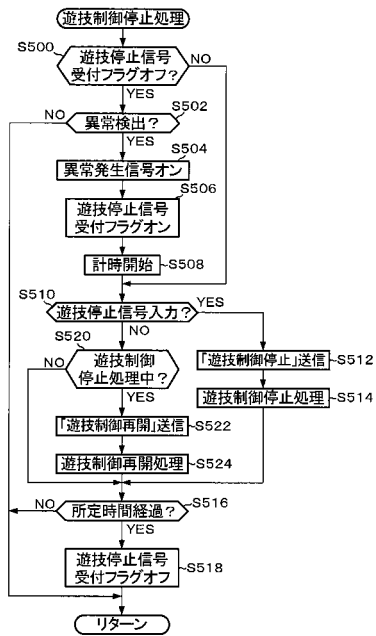 遊技制御停止処理
S500
遊技停止信号
受付フラグオフ?
NO
YES
S502
NO
異常検出?
YES
S504
異常発生信号オン
S506
遊技停止信号
受付フラグオン
計時開始
S508
S510
遊技停止信号入力?
YES
NO
S520
NO
遊技制御
停止処理中?
YES
「遊技制御停止」送信
S512
遊技制御停止処理
S514
「遊技制御再開」送信
S522
遊技制御再開処理
S524
NO
所定時間経過?
S516
YES
遊技停止信号
受付フラグオフ
S518
リターン